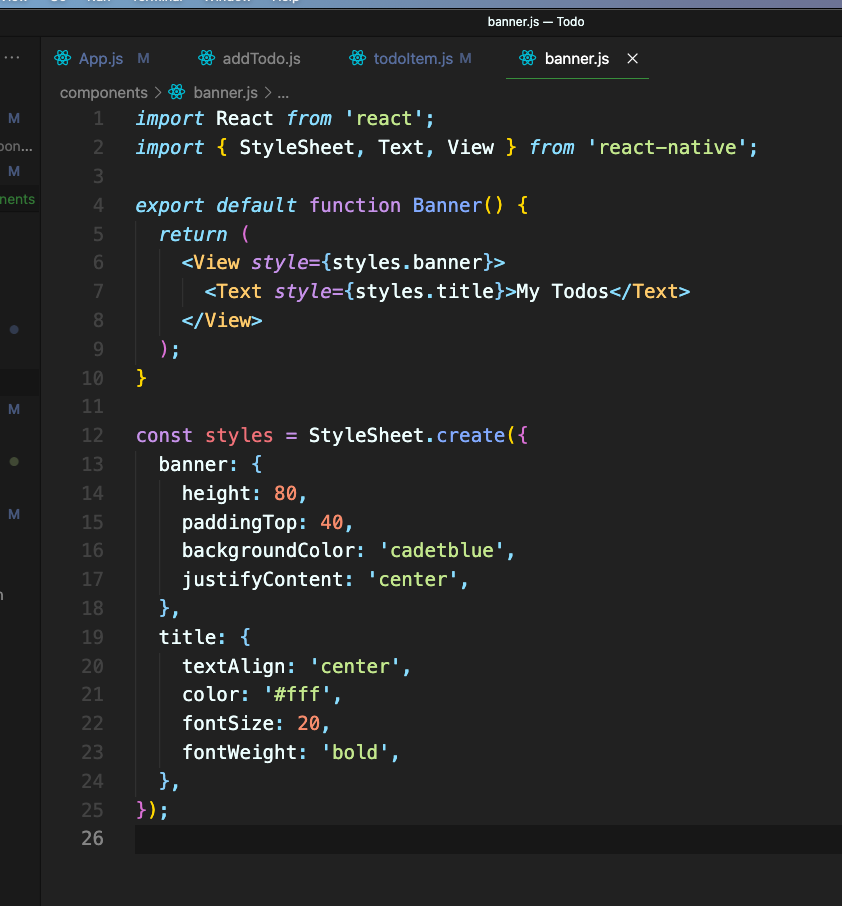 banner.js — Todo
... App.js M addTodo.js todoItem.js M banner.js ×
components > banner.js > ...
M
M
nents
M
M
1 import React from 'react';
2 import { StyleSheet, Text, View } from 'react-native';
3
4 export default function Banner() {
5 return (
6 <View style={styles.banner}>
7 <Text style={styles.title}>My Todos</Text>
8 </View>
9 );
10 }
11
12 const styles = StyleSheet.create({
13 banner: {
14 height: 80,
15 paddingTop: 40,
16 backgroundColor: 'cadetblue',
17 justifyContent: 'center',
18 },
19 title: {
20 textAlign: 'center',
21 color: '#fff',
22 fontSize: 20,
23 fontWeight: 'bold',
24 },
25 });
26